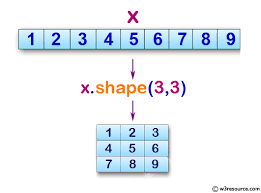 x
1 2 3 4 5 6 7 8 9
x.shape(3,3)
1 2 3
4 5 6
7 8 9
© w3resource.com